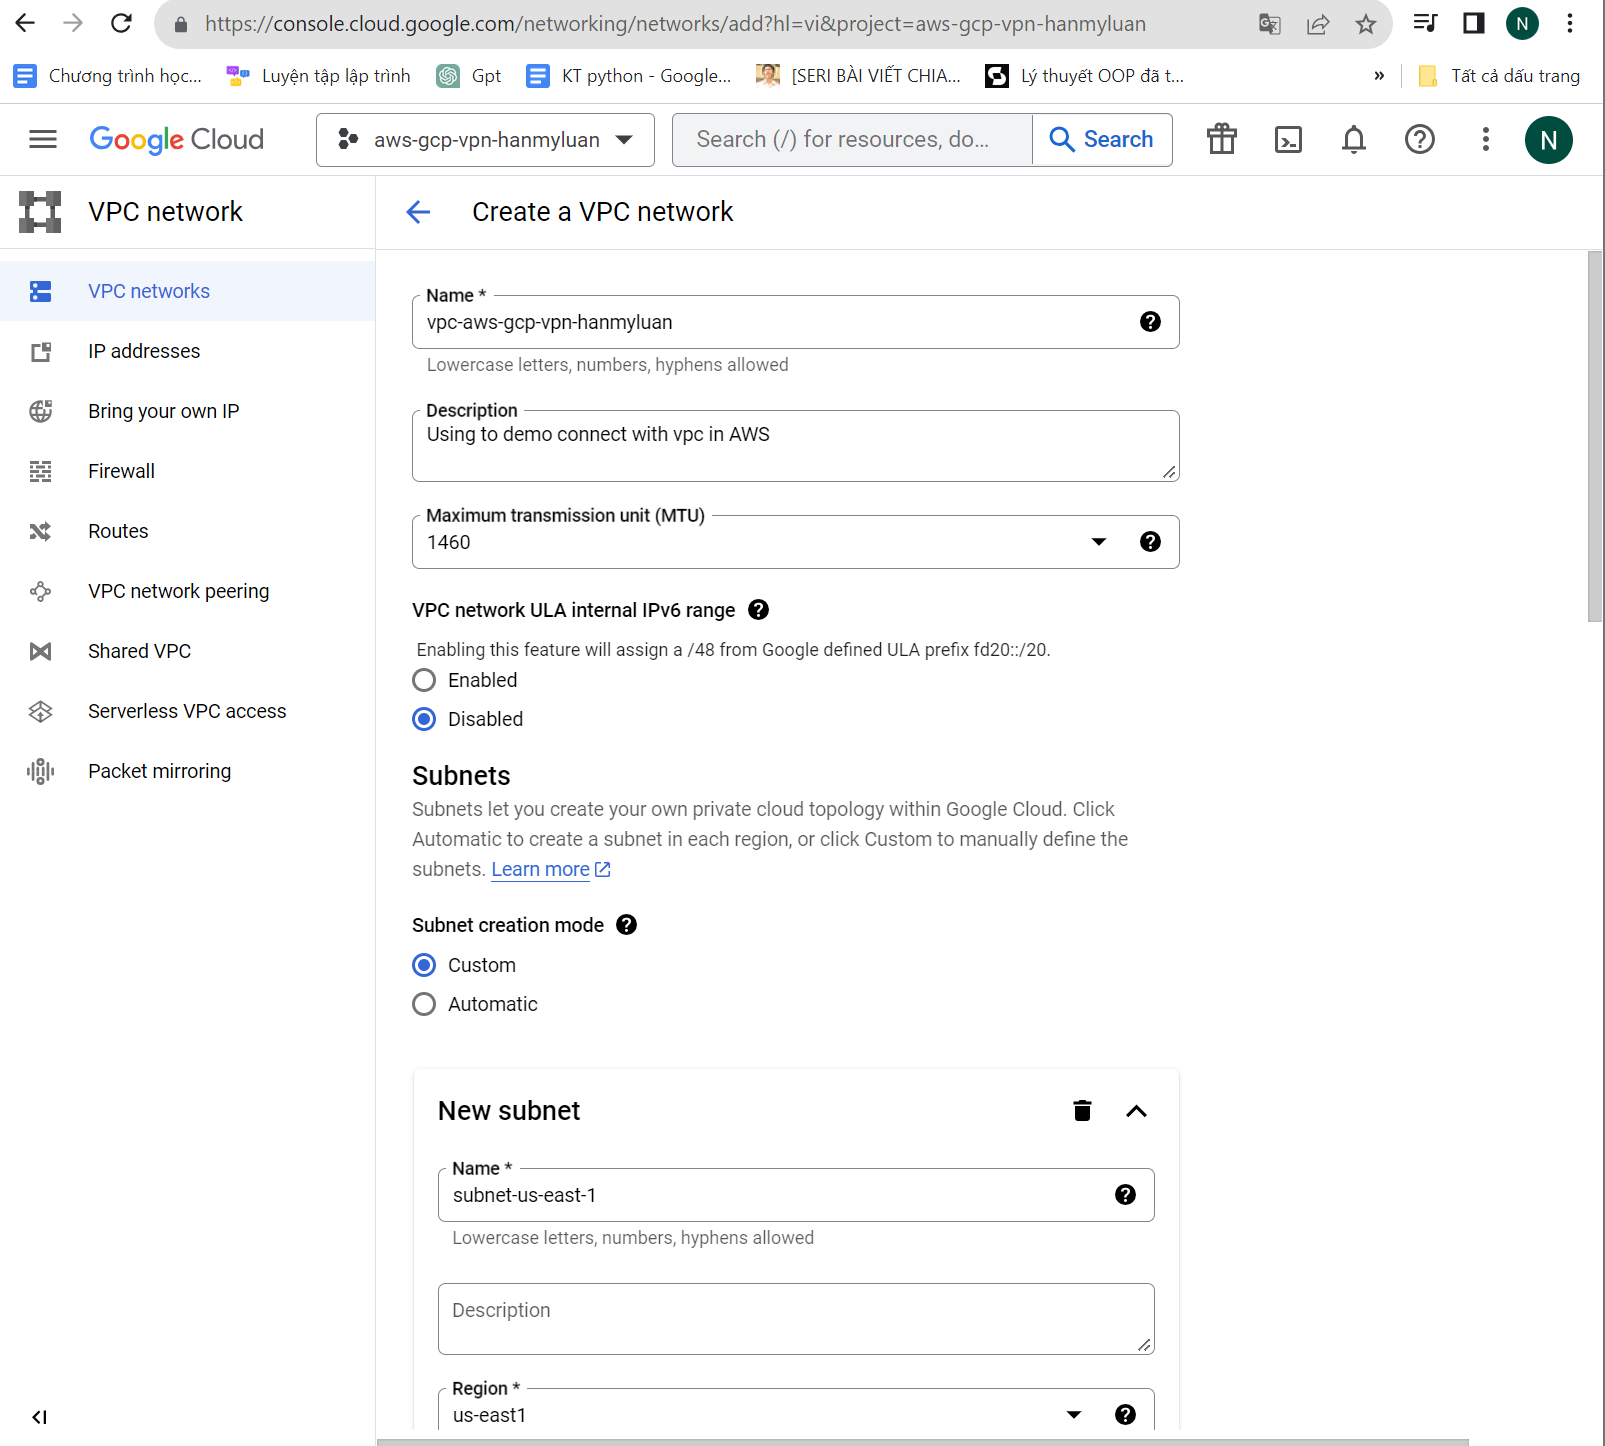 https://console.cloud.google.com/networking/networks/add?hl=vi&project=aws-gcp-vpn-hanmyluan
N
Chương trình học...
Luyện tập lập trình
Gpt
KT python - Google...
[SERI BÀI VIẾT CHIA...
Lý thuyết OOP đã t...
»
Tất cả dấu trang
Google Cloud
aws-gcp-vpn-hanmyluan
Search (/) for resources, do...
Search
N
VPC network
Create a VPC network
VPC networks
IP addresses
Bring your own IP
Firewall
Routes
VPC network peering
Shared VPC
Serverless VPC access
Packet mirroring
Name *
vpc-aws-gcp-vpn-hanmyluan
Lowercase letters, numbers, hyphens allowed
Description
Using to demo connect with vpc in AWS
Maximum transmission unit (MTU)
1460
VPC network ULA internal IPv6 range
Enabling this feature will assign a /48 from Google defined ULA prefix fd20::/20.
Enabled
Disabled
Subnets
Subnets let you create your own private cloud topology within Google Cloud. Click
Automatic to create a subnet in each region, or click Custom to manually define the
subnets. Learn more
Subnet creation mode
Custom
Automatic
New subnet
Name *
subnet-us-east-1
Lowercase letters, numbers, hyphens allowed
Description
Region *
us-east1